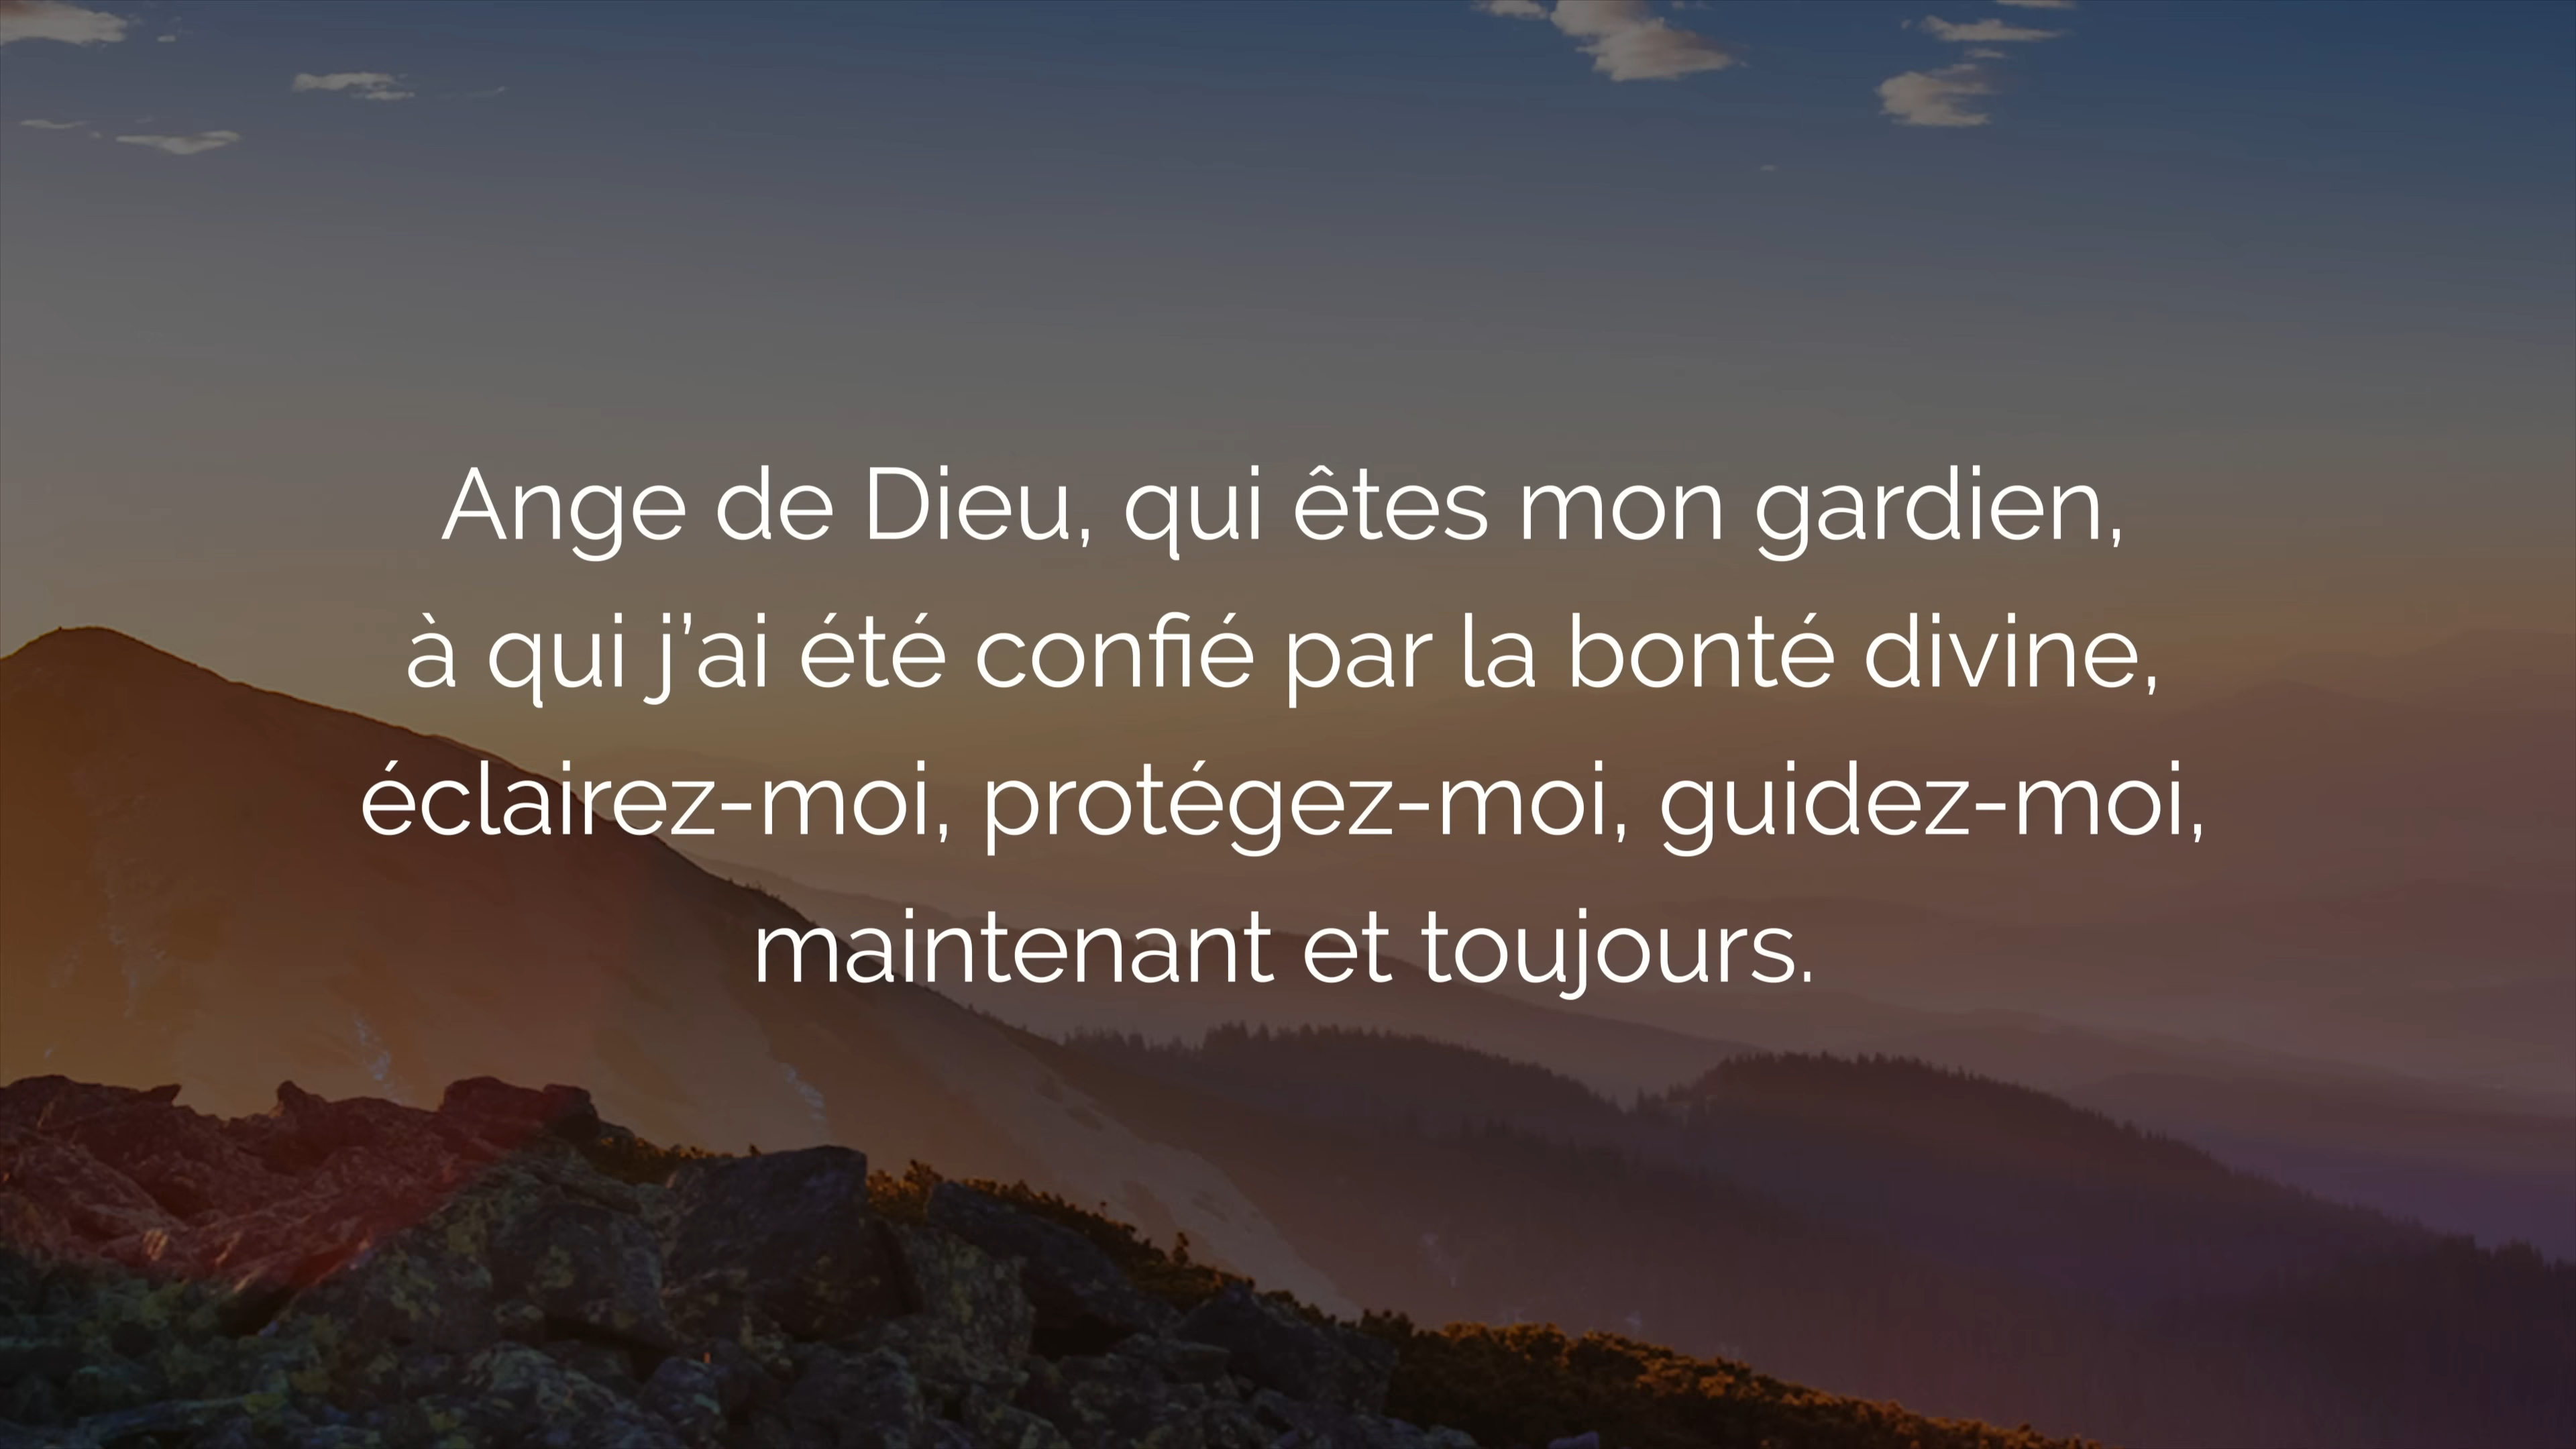 Ange de Dieu, qui êtes mon gardien,
à qui j’ai été confié par la bonté divine,
éclairez-moi, protégez-moi, guidez-moi,
maintenant et toujours.